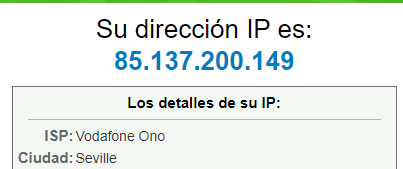 Su dirección IP es:
85.137.200.149
Los detalles de su IP:
ISP: Vodafone Ono
Ciudad: Seville